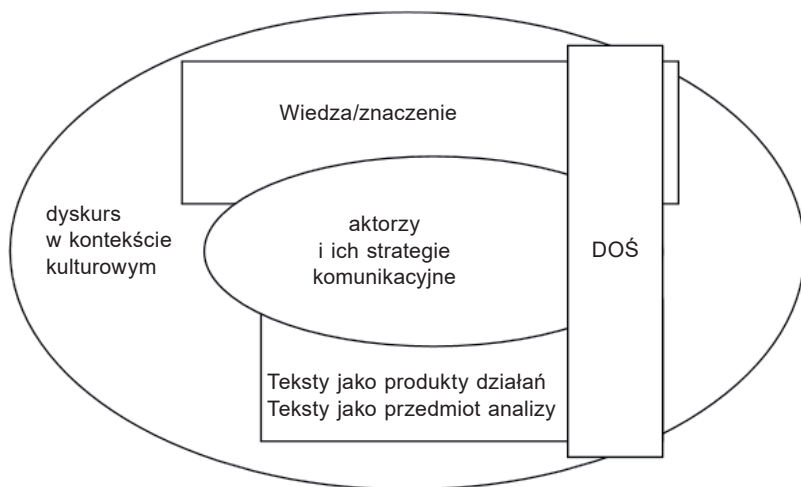 Wiedza/znaczenie
dyskurs
w kontekście
kulturowym
aktorzy
i ich strategie
komunikacyjne
DOŚ
Teksty jako produkty działań
Teksty jako przedmiot analizy